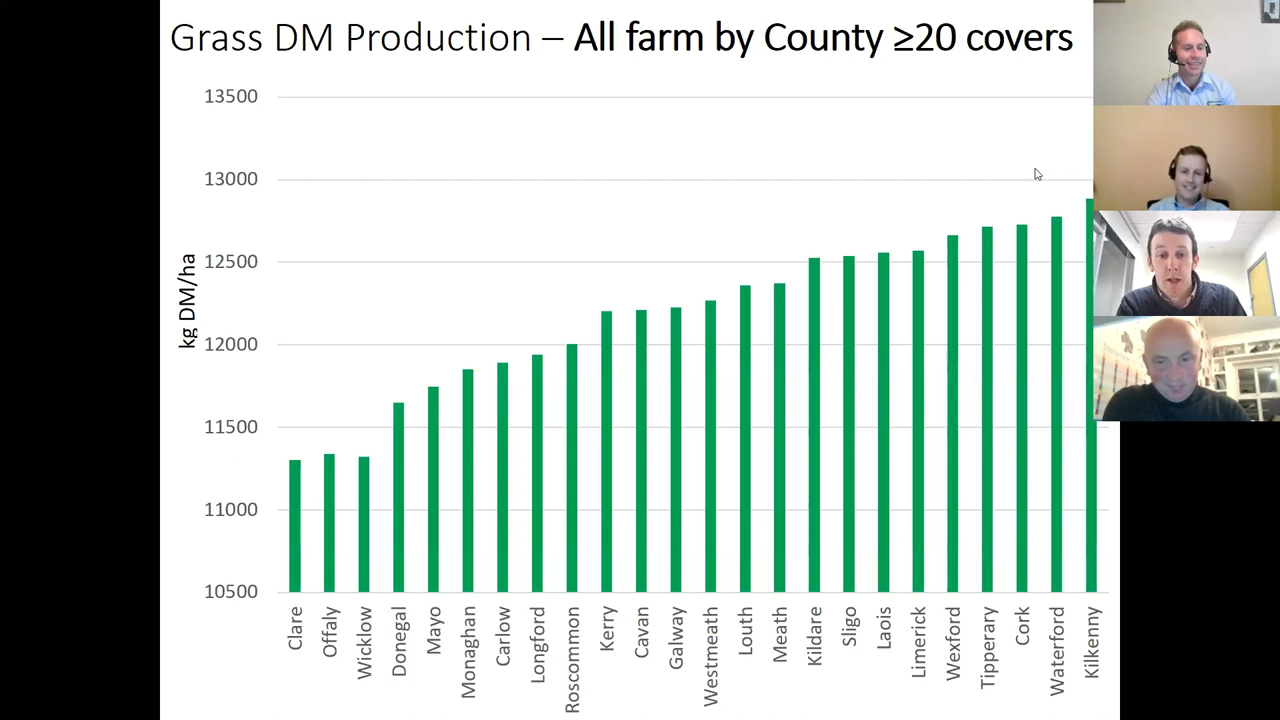 Grass DM Production – All farm by County ≥20 covers
13500
13000
12500
12000
11500
11000
10500
kg DM/ha
Clare
Offaly
Wicklow
Donegal
Mayo
Monaghan
Carlow
Longford
Roscommon
Kerry
Cavan
Galway
Westmeath
Louth
Meath
Kildare
Sligo
Laois
Limerick
Wexford
Tipperary
Cork
Waterford
Kilkenny